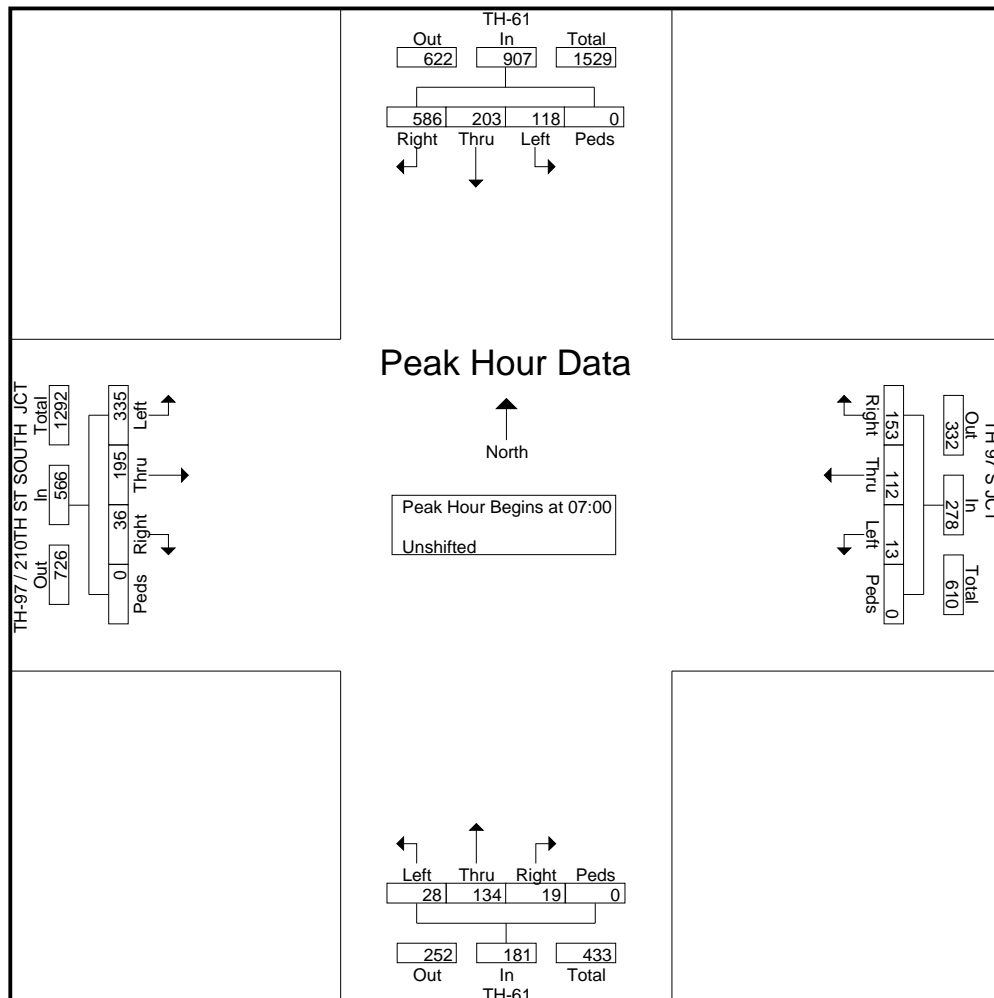 TH-61
Out In Total
622 907 1529
586 203 118 0
Right Thru Left Peds
Peak Hour Data
North
Peak Hour Begins at 07:00
Unshifted
TH-97 / 210TH ST SOUTH JCT
Out In Total
726 566 1292
0 36 195 335
Peds Right Thru Left
TH 97 S JCT
Out In Total
332 278 610
153 112 13 0
Right Thru Left Peds
Left Thru Right Peds
28 134 19 0
252 181 433
Out In Total
TH-61